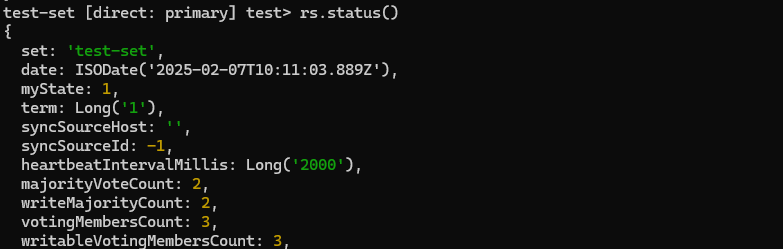 test-set [direct: primary] test> rs.status()
{
  set: 'test-set',
  date: ISODate('2025-02-07T10:11:03.889Z'),
  myState: 1,
  term: Long('1'),
  syncSourceHost: '',
  syncSourceId: -1,
  heartbeatIntervalMillis: Long('2000'),
  majorityVoteCount: 2,
  writeMajorityCount: 2,
  votingMembersCount: 3,
  writableVotingMembersCount: 3,